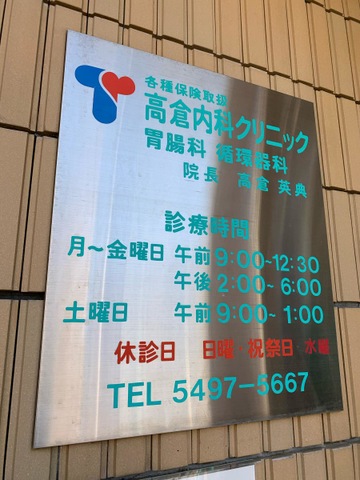 各種保険取扱
高倉内科クリニック
胃腸科 循環器科
院長 高倉 英典
診療時間
月～金曜日 午前 9:00~12:30
午後 2:00~ 6:00
土曜日 午前 9:00~ 1:00
休診日 日曜・祝祭日・水曜
TEL 5497-5667